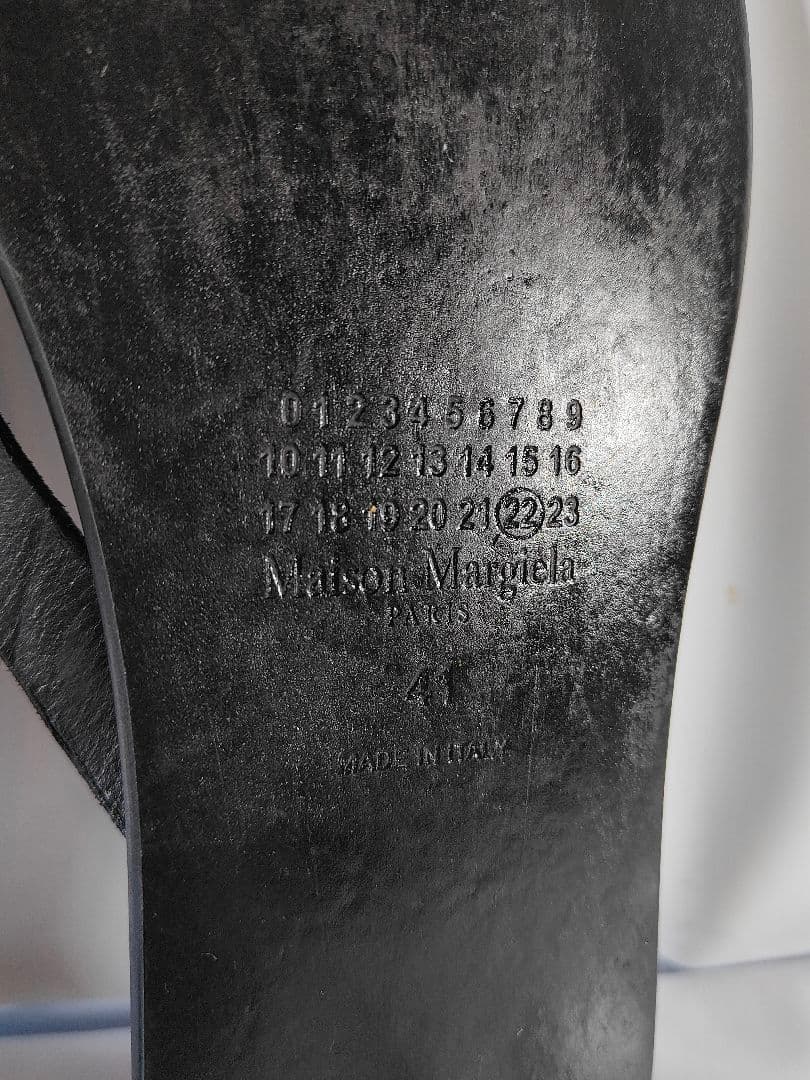 0 1 2 3 4 5 6 7 8 9
10 11 12 13 14 15 16
17 18 19 20 21 22 23
Maison Margiela
PARIS
41
MADE IN ITALY